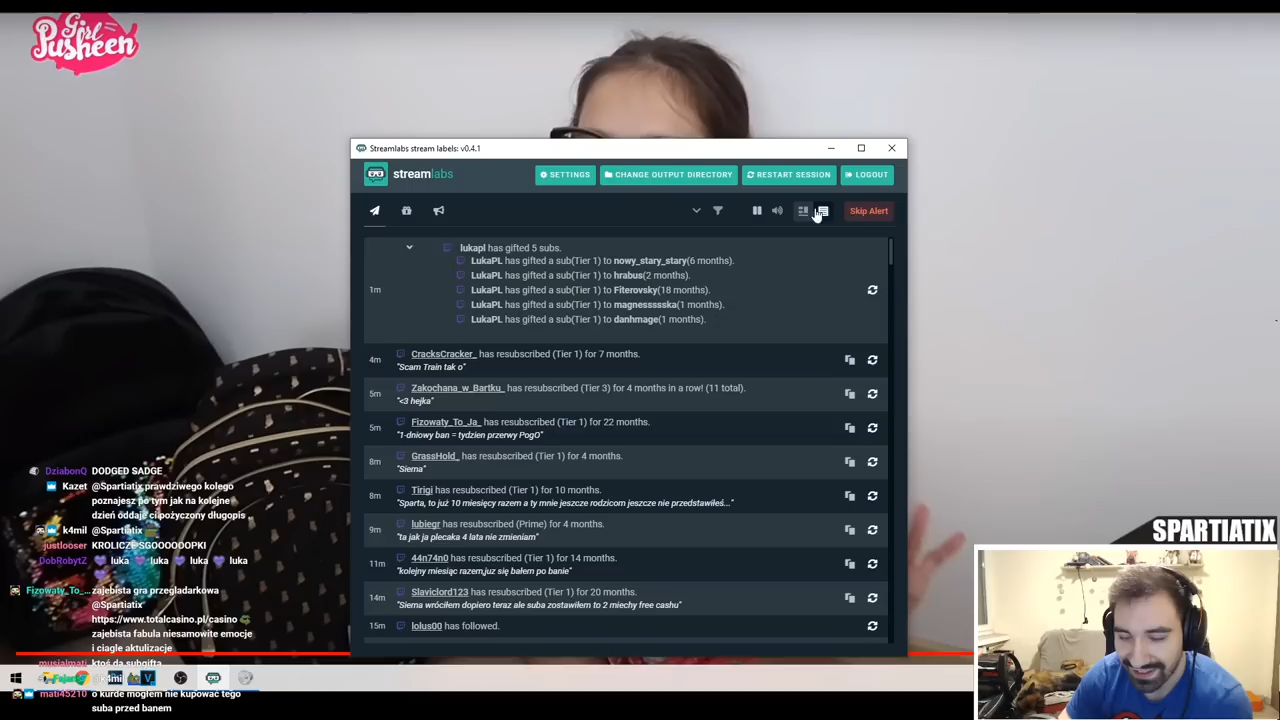 Girl
Pusheen
Streamlabs stream labels: v0.4.1
streamlabs
SETTINGS
CHANGE OUTPUT DIRECTORY
RESTART SESSION
LOGOUT
Skip Alert
lukapl has gifted 5 subs.
LukaPL has gifted a sub(Tier 1) to nowy_stary_stary(6 months).
LukaPL has gifted a sub(Tier 1) to hrabus(2 months).
1m
LukaPL has gifted a sub(Tier 1) to Fiterovsky(18 months).
LukaPL has gifted a sub(Tier 1) to magnessssska(1 months).
LukaPL has gifted a sub(Tier 1) to danhmage(1 months).
4m
CracksCracker_ has resubscribed (Tier 1) for 7 months.
"Scam Train tak o"
5m
Zakochana_w_Bartku_ has resubscribed (Tier 3) for 4 months in a row! (11 total).
"<3 hejka"
5m
Fizowaty_To_Ja_ has resubscribed (Tier 1) for 22 months.
"1-dniowy ban = tydzien przerwy PogO"
8m
GrassHold_ has resubscribed (Tier 1) for 4 months.
"Siema"
8m
Tirigi has resubscribed (Tier 1) for 10 months.
"Sparta, to już 10 miesięcy razem a ty mnie jeszcze rodzicom jeszcze nie przedstawiłeś..."
9m
lubiegr has resubscribed (Prime) for 4 months.
"ta jak ja plecaka 4 lata nie zmieniam"
11m
44n74n0 has resubscribed (Tier 1) for 14 months.
"kolejny miesiąc razem,juz się bałem po banie"
14m
Slaviclord123 has resubscribed (Tier 1) for 20 months.
"Siema wróciłem dopiero teraz ale suba zostawiłem to 2 miechy free cashu"
15m
lolus00 has followed.
DziabonQ DODGED SADGE
Kazet @Spartiatix prawdziwego kolego
poznajesz po tym jak na kolejne
dzień oddaje ci pożyczony długopis
k4mil @Spartiatix
justlooser KROLICZ SGOOOOOOPKI
DobRobytZ luka luka luka luka
Fizowaty_To_... zajebista gra przegladarkowa
@Spartiatix
https://www.totalcasino.pl/casino
zajebista fabula niesamowite emocje
i ciagle aktulizacje
musialmati ktoś da subgifta
@k4mil
mati45210 o kurde mogłem nie kupować tego
suba przed banem
SPARTIATIX